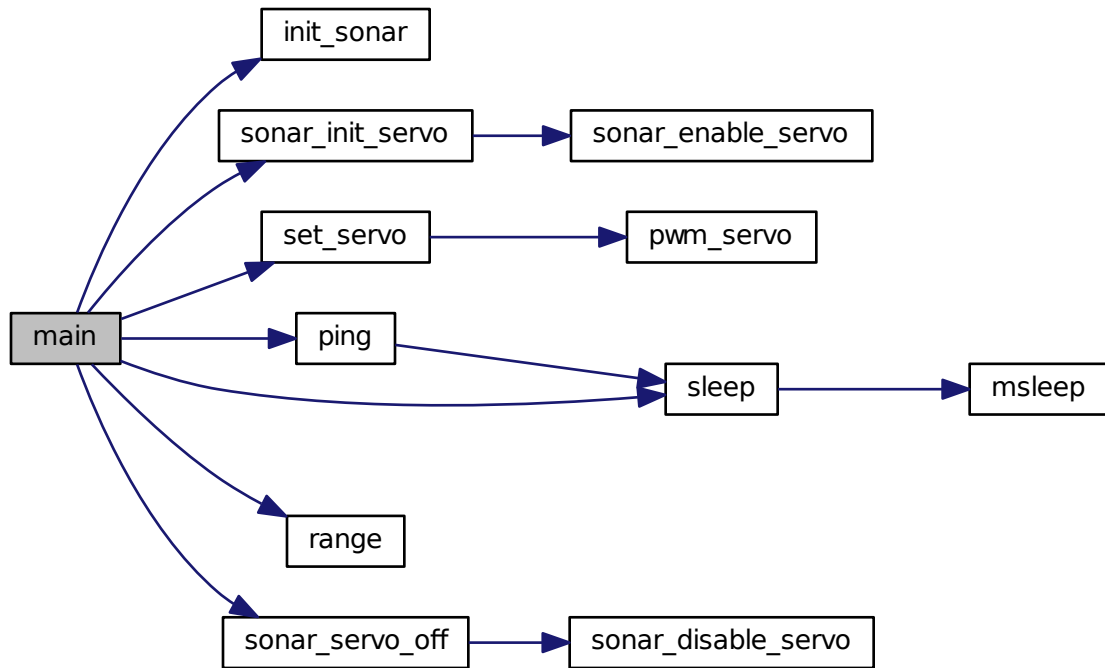 init_sonar
sonar_init_servo
sonar_enable_servo
set_servo
pwm_servo
main
ping
sleep
msleep
range
sonar_servo_off
sonar_disable_servo